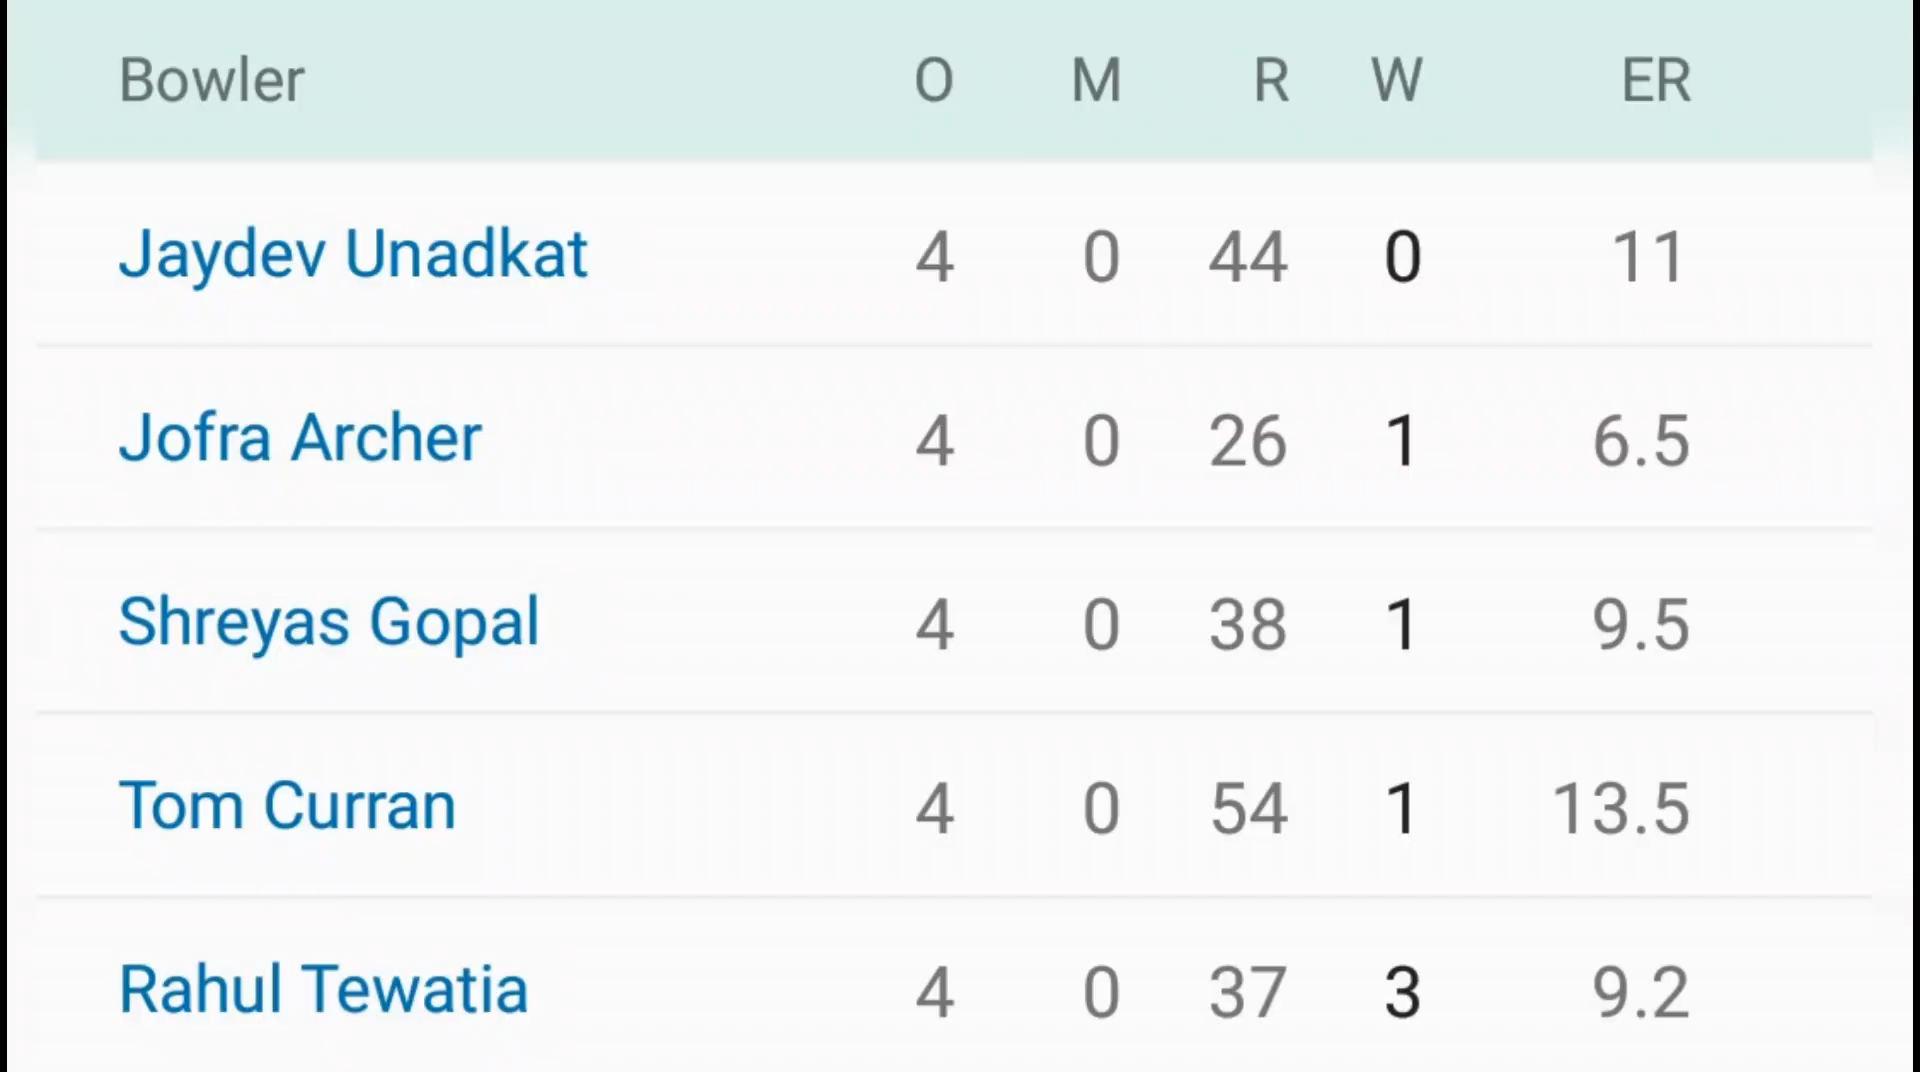 Bowler O M R W ER
Jaydev Unadkat 4 0 44 0 11
Jofra Archer 4 0 26 1 6.5
Shreyas Gopal 4 0 38 1 9.5
Tom Curran 4 0 54 1 13.5
Rahul Tewatia 4 0 37 3 9.2